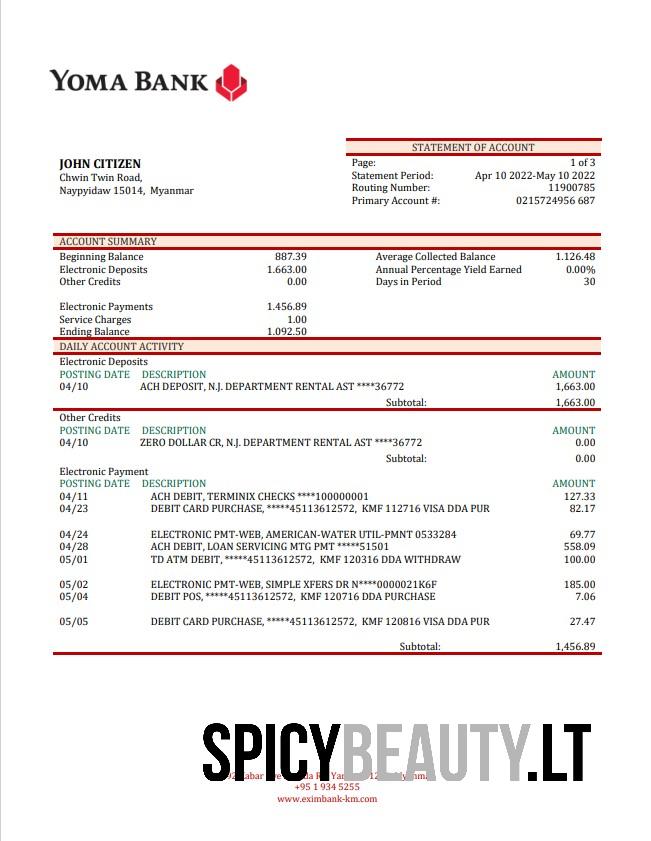 YOMA BANK
STATEMENT OF ACCOUNT
JOHN CITIZEN
Chwin Twin Road,
Naypyidaw 15014, Myanmar
Page: 1 of 3
Statement Period: Apr 10 2022-May 10 2022
Routing Number: 11900785
Primary Account #: 0215724956 687
ACCOUNT SUMMARY
Beginning Balance 887.39 Average Collected Balance 1.126.48
Electronic Deposits 1.663.00 Annual Percentage Yield Earned 0.00%
Other Credits 0.00 Days in Period 30
Electronic Payments 1.456.89
Service Charges 1.00
Ending Balance 1.092.50
DAILY ACCOUNT ACTIVITY
Electronic Deposits
POSTING DATE DESCRIPTION AMOUNT
04/10 ACH DEPOSIT, N.J. DEPARTMENT RENTAL AST ****36772 1,663.00
Subtotal: 1,663.00
Other Credits
POSTING DATE DESCRIPTION AMOUNT
04/10 ZERO DOLLAR CR, N.J. DEPARTMENT RENTAL AST ****36772 0.00
Subtotal: 0.00
Electronic Payment
POSTING DATE DESCRIPTION AMOUNT
04/11 ACH DEBIT, TERMINIX CHECKS ****100000001 127.33
04/23 DEBIT CARD PURCHASE, *****45113612572, KMF 112716 VISA DDA PUR 82.17
04/24 ELECTRONIC PMT-WEB, AMERICAN-WATER UTIL-PMNT 0533284 69.77
04/28 ACH DEBIT, LOAN SERVICING MTG PMT *****51501 558.09
05/01 TD ATM DEBIT, *****45113612572, KMF 120316 DDA WITHDRAW 100.00
05/02 ELECTRONIC PMT-WEB, SIMPLE XFERS DR N****0000021K6F 185.00
05/04 DEBIT POS, *****45113612572, KMF 120716 DDA PURCHASE 7.06
05/05 DEBIT CARD PURCHASE, *****45113612572, KMF 120816 VISA DDA PUR 27.47
Subtotal: 1,456.89
SPICYBEAUTY.LT
+95 1 934 5255
www.eximbank-km.com